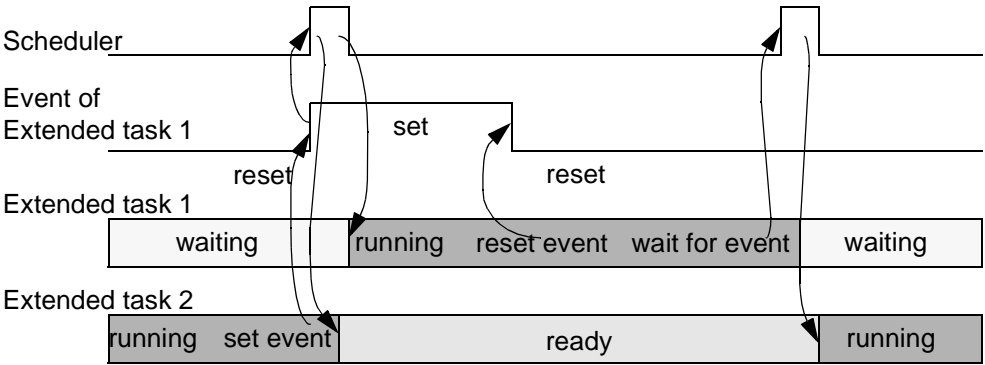 Scheduler
Event of
Extended task 1
set
reset
reset
Extended task 1
waiting running reset event wait for event waiting
Extended task 2
running set event ready running